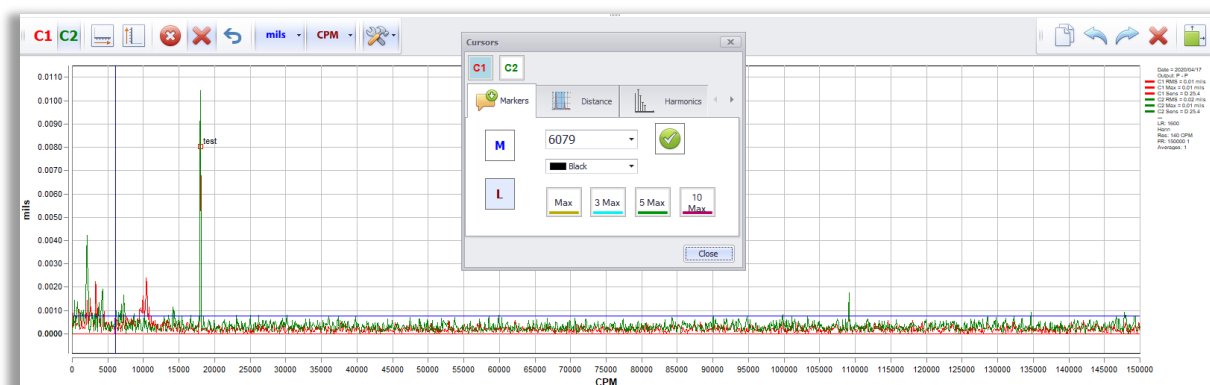 C1 C2 mils CPM
Cursors
C1 C2
Markers Distance Harmonics
M 6079
Black
L Max 3 Max 5 Max 10 Max
Close
mils
0.0110
0.0100
0.0090
0.0080
0.0070
0.0060
0.0050
0.0040
0.0030
0.0020
0.0010
0.0000
test
0 5000 10000 15000 20000 25000 30000 35000 40000 45000 50000 55000 60000 65000 70000 75000 80000 85000 90000 95000 100000 105000 110000 115000 120000 125000 130000 135000 140000 145000 150000
CPM
Date = 2020/04/17
Output: P - P
C1 RMS = 0.01 mils
C1 Max = 0.01 mils
C1 Sens = D 25.4
C2 RMS = 0.02 mils
C2 Max = 0.01 mils
C2 Sens = D 25.4
---
LR: 1600
Hann
Res: 140 CPM
FR: 150000.1
Averages: 1